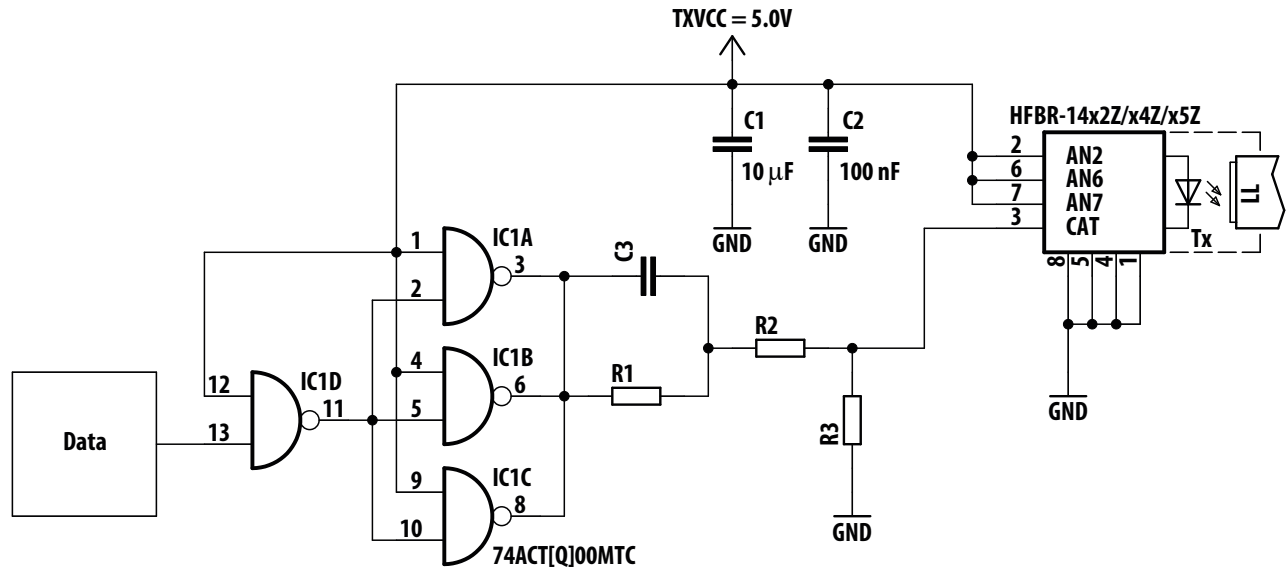 TXVCC = 5.0V
C1
10 μF
GND
C2
100 nF
GND
HFBR-14x2Z/x4Z/x5Z
2
6
7
3
AN2
AN6
AN7
CAT
8
5
4
1
Tx
LL
GND
1
2
IC1A
3
C3
4
5
IC1B
6
R1
R2
R3
GND
Data
12
13
IC1D
11
9
10
IC1C
8
74ACT[Q]00MTC